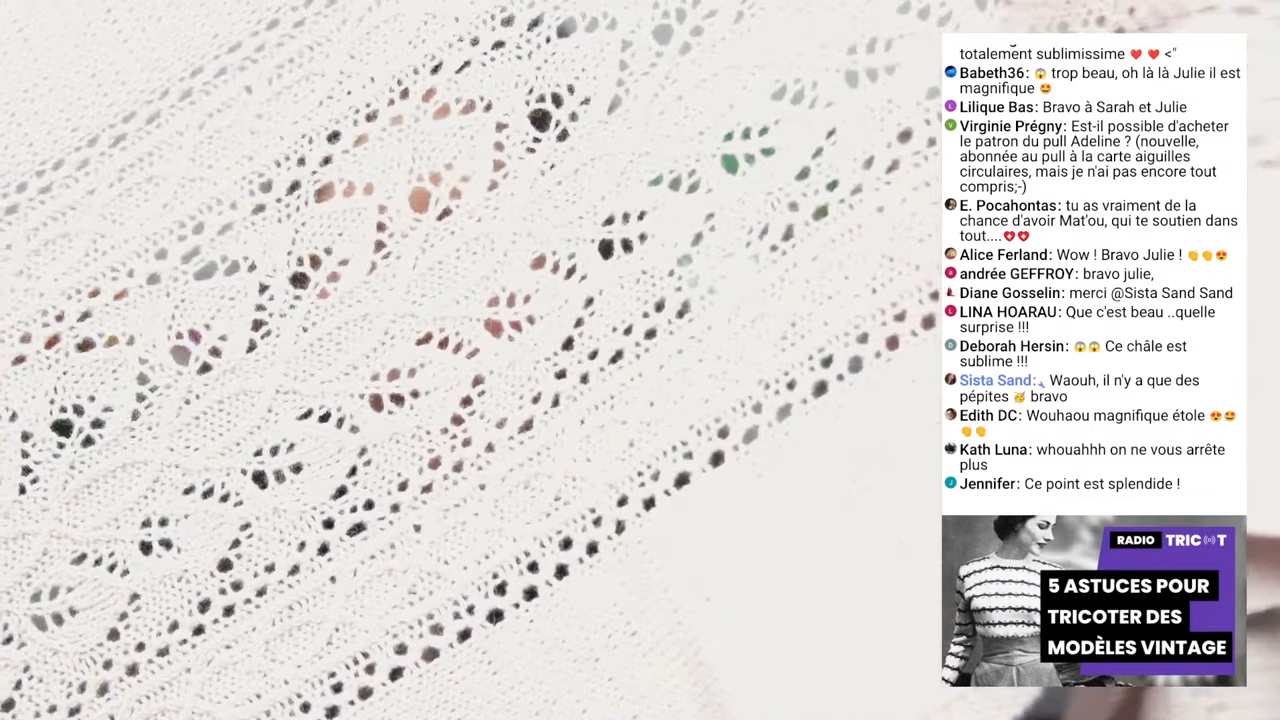 totalement sublimissime ❤️ ❤️ <"
Babeth36: 😱 trop beau, oh là là Julie il est
magnifique 🤩
Lilique Bas: Bravo à Sarah et Julie
Virginie Prégny: Est-il possible d'acheter
le patron du pull Adeline ? (nouvelle,
abonnée au pull à la carte aiguilles
circulaires, mais je n'ai pas encore tout
compris;-)
E. Pocahontas: tu as vraiment de la
chance d'avoir Mat'ou, qui te soutien dans
tout....
Alice Ferland: Wow ! Bravo Julie ! 👏👏😍
andrée GEFFROY: bravo julie,
Diane Gosselin: merci @Sista Sand Sand
LINA HOARAU: Que c'est beau ..quelle
surprise !!!
Deborah Hersin: 😱😱 Ce châle est
sublime !!!
Sista Sand: Waouh, il n'y a que des
pépites 🥳 bravo
Edith DC: Wouhaou magnifique étole 😍🤩
👏👏
Kath Luna: whouahhh on ne vous arrête
plus
Jennifer: Ce point est splendide !
RADIO TRICOT
5 ASTUCES POUR
TRICOTER DES
MODÈLES VINTAGE